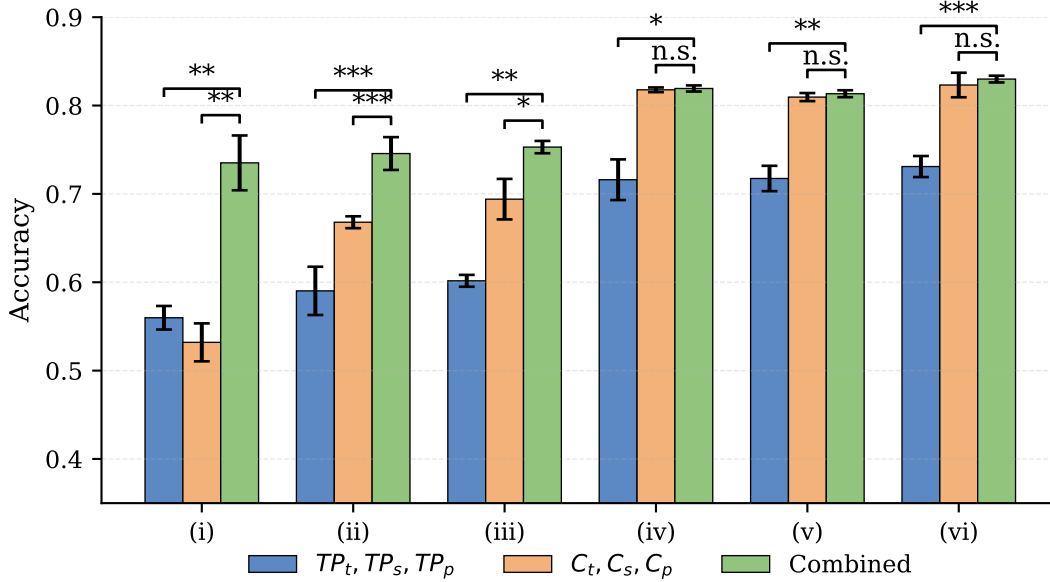 0.9
0.8
0.7
0.6
0.5
0.4
Accuracy
**
**
***
***
**
*
*
n.s.
**
n.s.
***
n.s.
(i)
(ii)
(iii)
(iv)
(v)
(vi)
TP_t, TP_s, TP_p
C_t, C_s, C_p
Combined